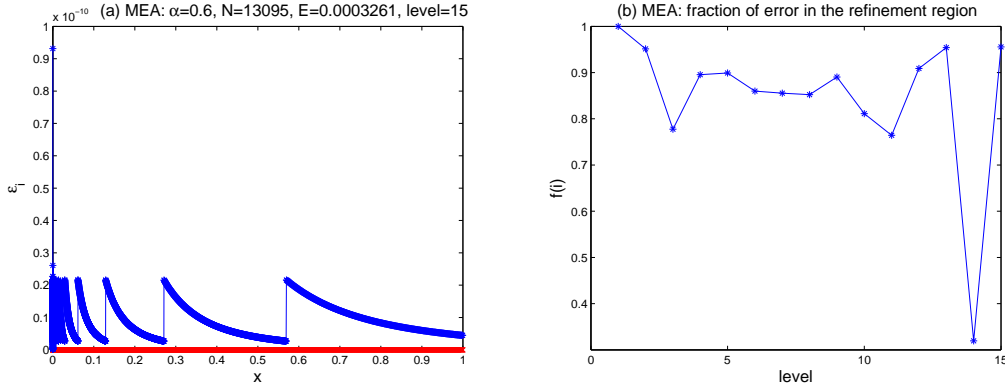 (a) MEA: α=0.6, N=13095, E=0.0003261, level=15
x 10⁻¹⁰
1
0.9
0.8
0.7
0.6
0.5
0.4
0.3
0.2
0.1
0
εi
0 0.1 0.2 0.3 0.4 0.5 0.6 0.7 0.8 0.9 1
x
(b) MEA: fraction of error in the refinement region
1
0.9
0.8
0.7
0.6
0.5
0.4
f(i)
0 5 10 15
level